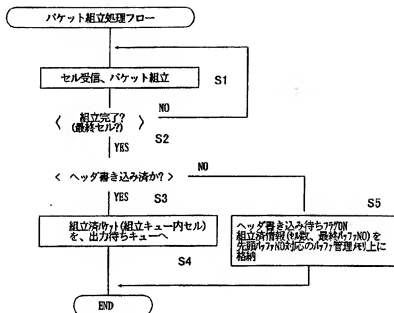 パケット組立処理フロー
セル受信、パケット組立
S1
組立完了?
(最終セル?)
NO
S2
YES
ヘッダ書き込み済か?
NO
YES
S3
S5
組立済パケット(組立キュー内セル)
を、出力待ちキューへ
S4
ヘッダ書き込み待ちフラグON
組立済情報(セル数、最終バッファNO)を
先頭バッファNO対応のバッファ管理メモリ上に
格納
END